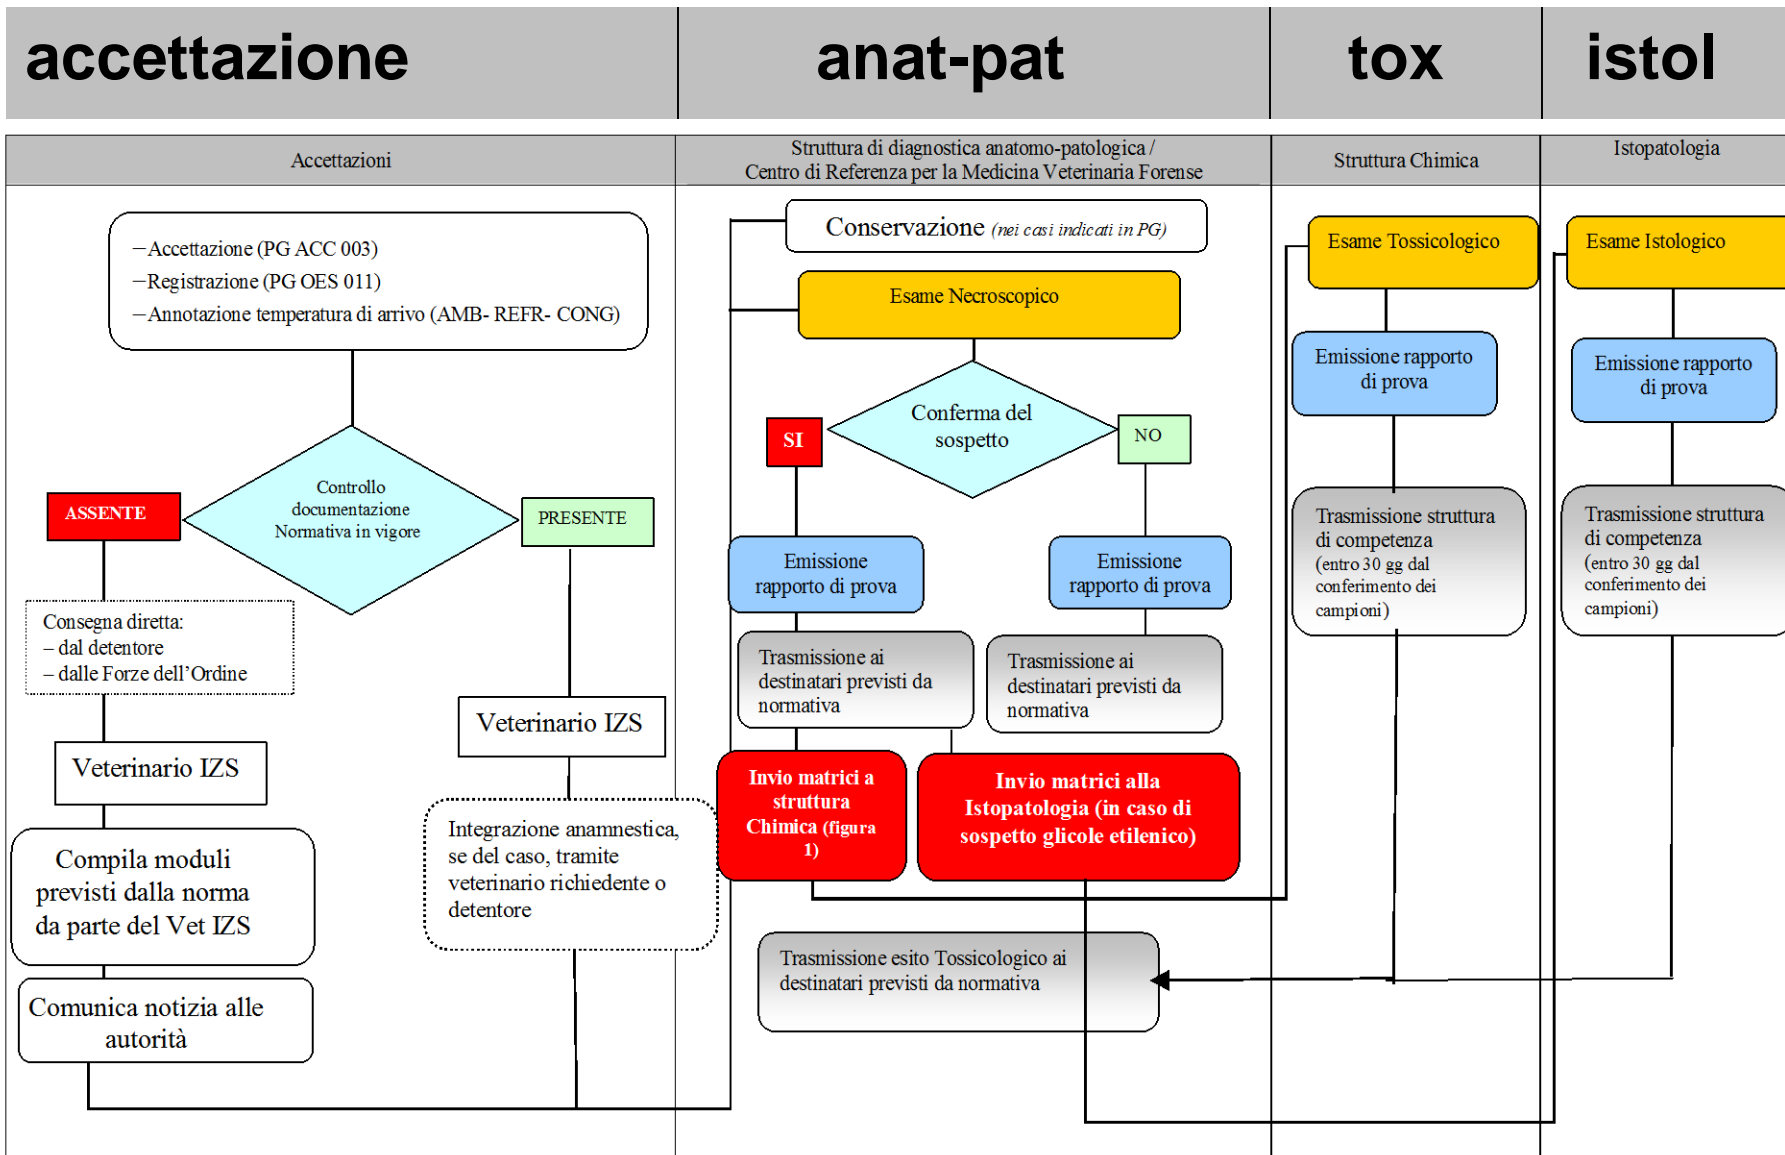 accettazione
anat-pat
tox
istol
Accettazioni
Struttura di diagnostica anatomo-patologica /
Centro di Referenza per la Medicina Veterinaria Forense
Struttura Chimica
Istopatologia
–Accettazione (PG ACC 003)
–Registrazione (PG OES 011)
–Annotazione temperatura di arrivo (AMB- REFR- CONG)
Controllo
documentazione
Normativa in vigore
ASSENTE
PRESENTE
Consegna diretta:
– dal detentore
– dalle Forze dell’Ordine
Veterinario IZS
Veterinario IZS
Compila moduli
previsti dalla norma
da parte del Vet IZS
Integrazione anamnestica,
se del caso, tramite
veterinario richiedente o
detentore
Comunica notizia alle
autorità
Conservazione (nei casi indicati in PG)
Esame Necroscopico
Conferma del
sospetto
SI
NO
Emissione
rapporto di prova
Emissione
rapporto di prova
Trasmissione ai
destinatari previsti da
normativa
Trasmissione ai
destinatari previsti da
normativa
Invio matrici a
struttura
Chimica (figura
1)
Invio matrici alla
Istopatologia (in caso di
sospetto glicole etilenico)
Trasmissione esito Tossicologico ai
destinatari previsti da normativa
Esame Tossicologico
Emissione rapporto
di prova
Trasmissione struttura
di competenza
(entro 30 gg dal
conferimento dei
campioni)
Esame Istologico
Emissione rapporto
di prova
Trasmissione struttura
di competenza
(entro 30 gg dal
conferimento dei
campioni)